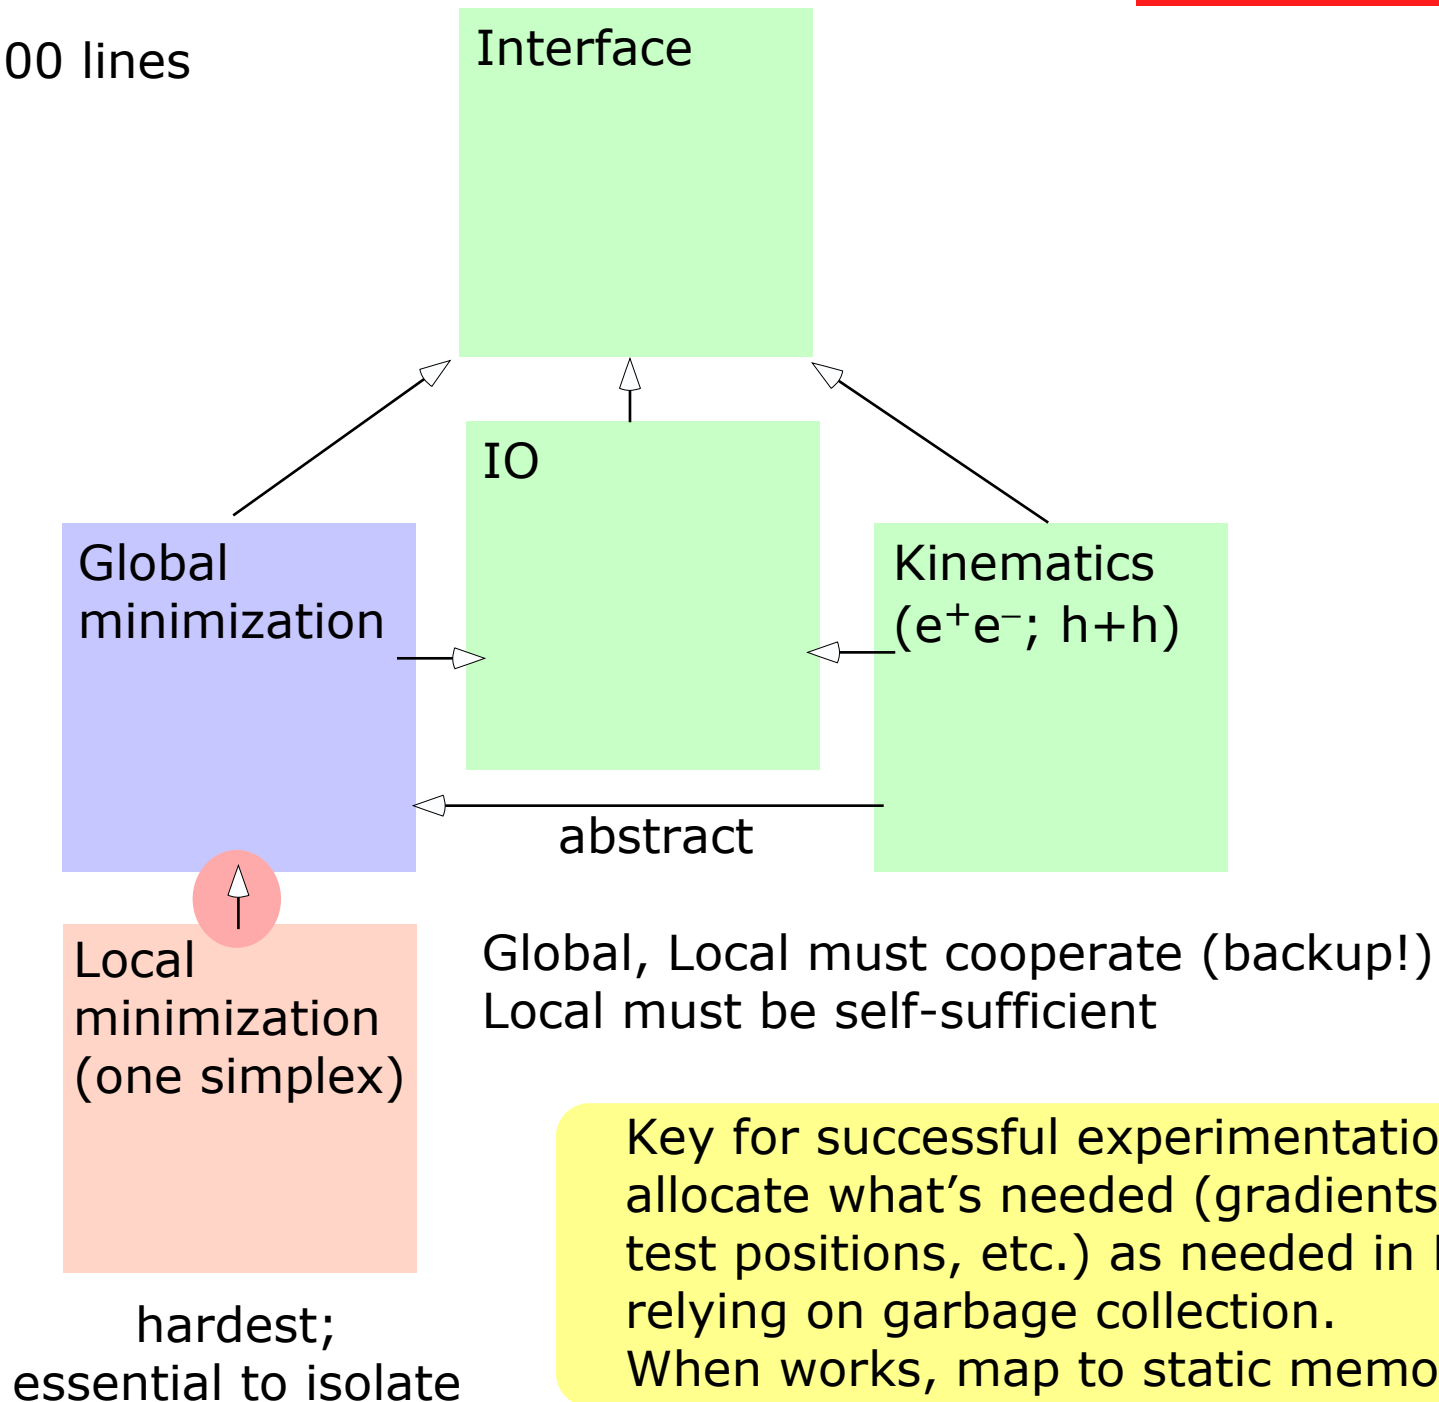 00 lines
Interface
IO
Global
minimization
Kinematics
(e⁺e⁻; h+h)
abstract
Local
minimization
(one simplex)
Global, Local must cooperate (backup!)
Local must be self-sufficient
hardest;
essential to isolate
Key for successful experimentatio
allocate what’s needed (gradients
test positions, etc.) as needed in
relying on garbage collection.
When works, map to static memo